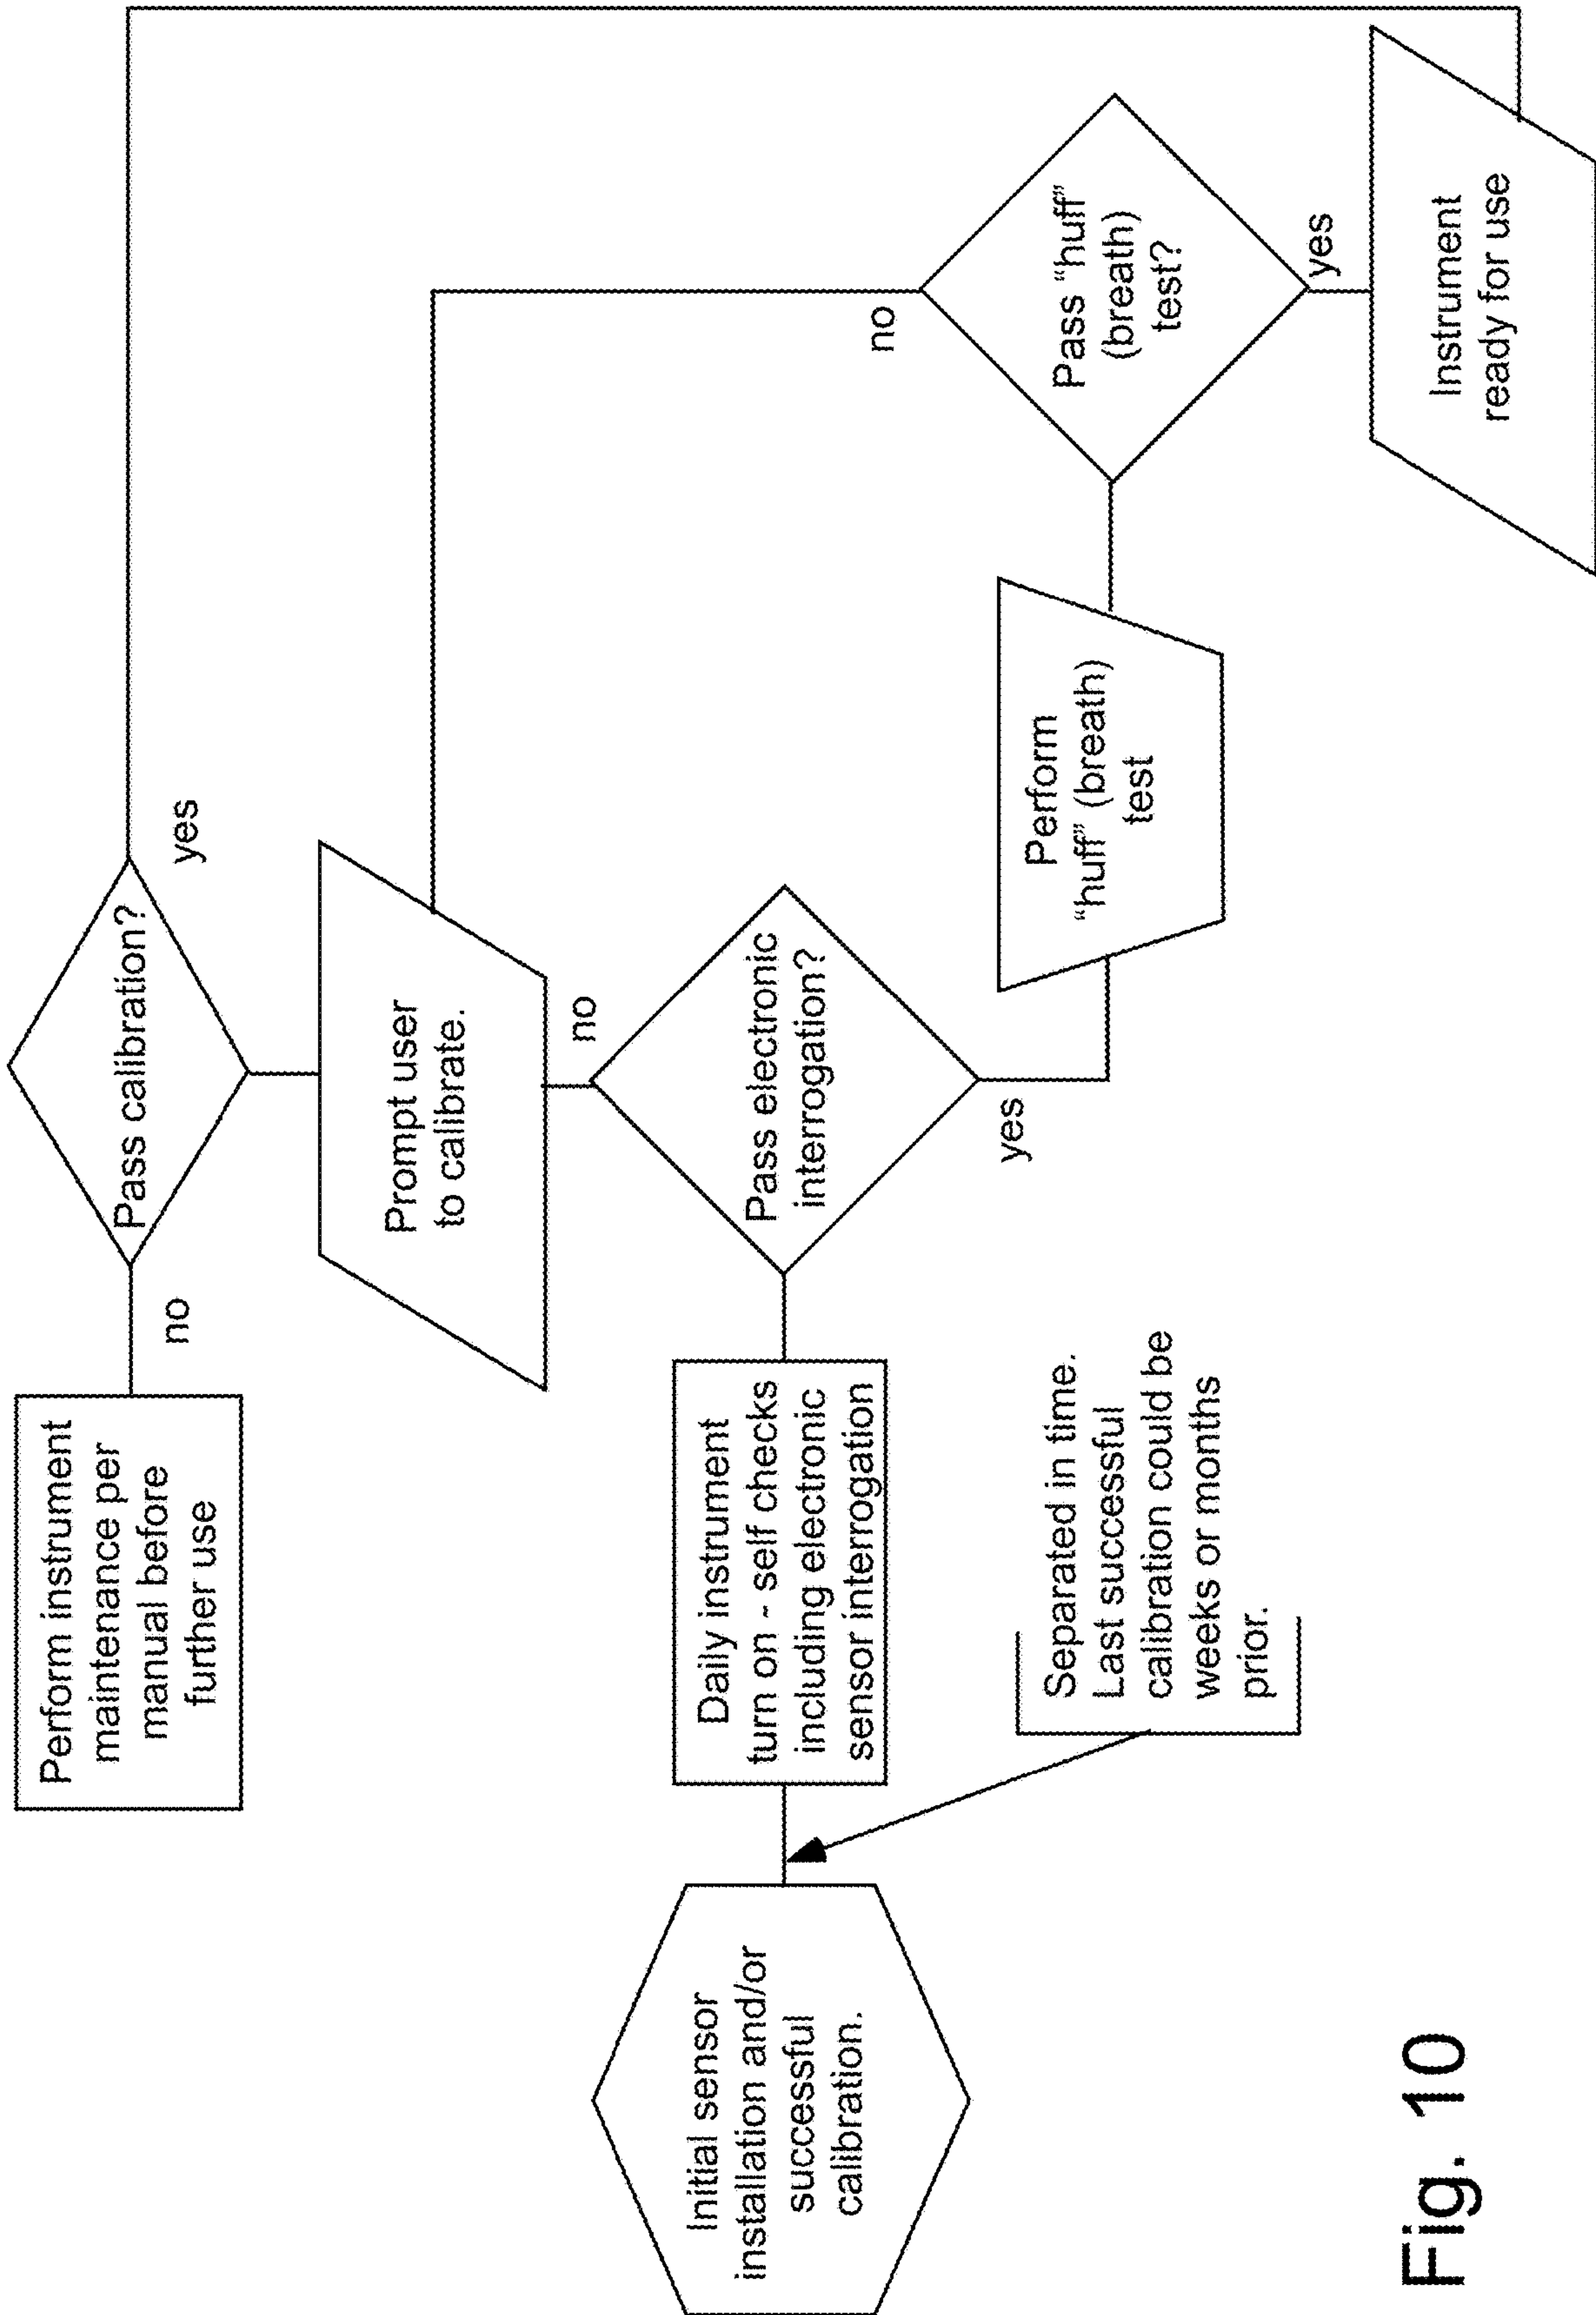 Perform instrument
maintenance per
manual before
further use
no
Pass calibration?
yes
Prompt user
to calibrate.
no
Initial sensor
installation and/or
successful
calibration.
Daily instrument
turn on - self checks
including electronic
sensor interrogation
Pass electronic
interrogation?
yes
no
Separated in time.
Last successful
calibration could be
weeks or months
prior.
Perform
“huff” (breath)
test
Pass “huff”
(breath)
test?
yes
Instrument
ready for use
Fig. 10